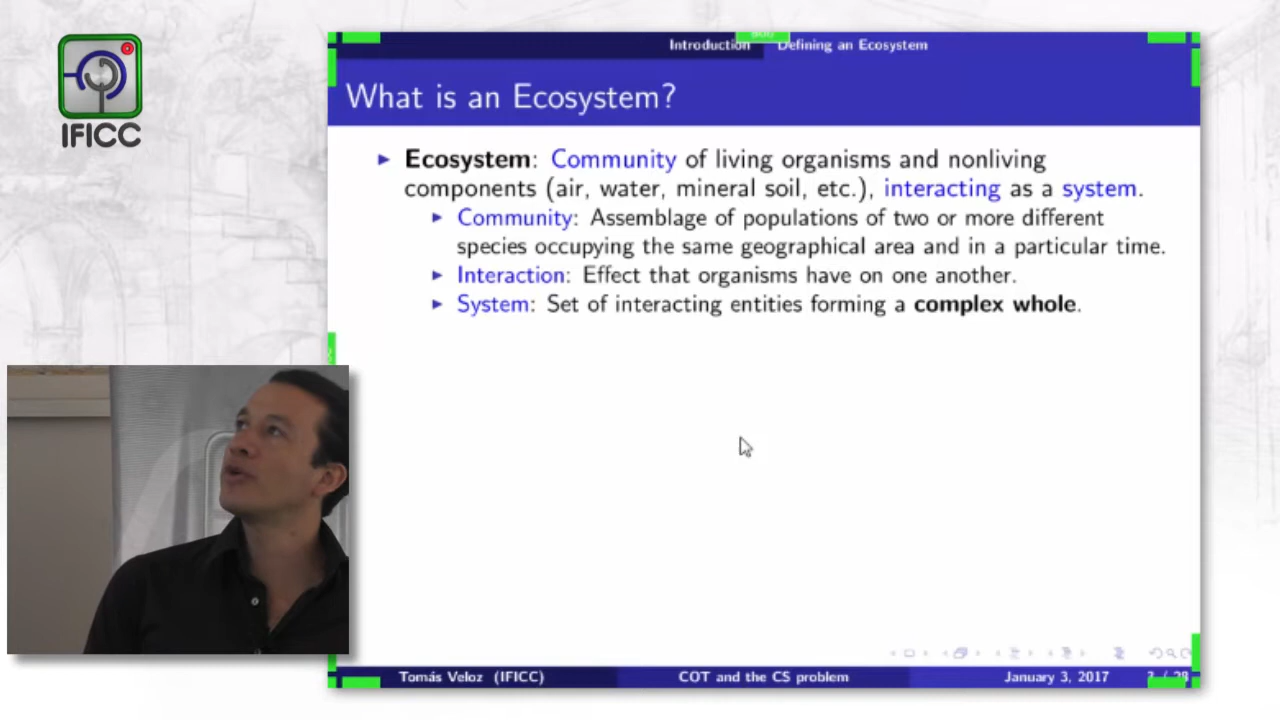 IFICC
Introduction Defining an Ecosystem
What is an Ecosystem?
Ecosystem: Community of living organisms and nonliving
components (air, water, mineral soil, etc.), interacting as a system.
Community: Assemblage of populations of two or more different
species occupying the same geographical area and in a particular time.
Interaction: Effect that organisms have on one another.
System: Set of interacting entities forming a complex whole.
Tomás Veloz (IFICC) COT and the CS problem January 3, 2017